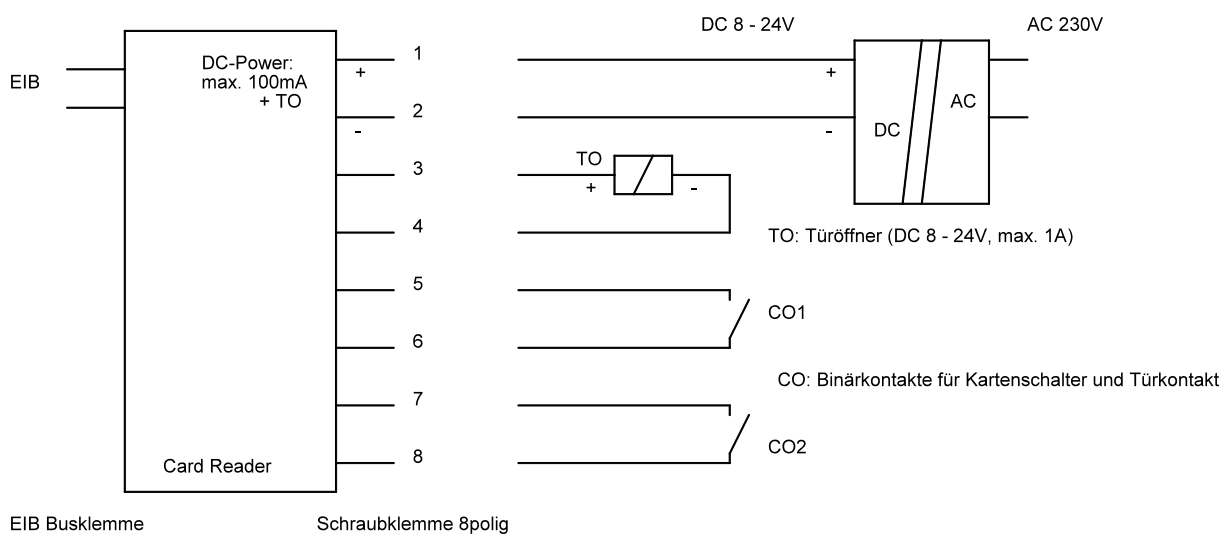 DC 8 - 24V
AC 230V
EIB
DC-Power:
max. 100mA
+ TO
1
+
+
2
-
-
DC
AC
3
TO
+
-
4
TO: Türöffner (DC 8 - 24V, max. 1A)
5
CO1
6
CO: Binärkontakte für Kartenschalter und Türkontakt
7
CO2
8
Card Reader
EIB Busklemme
Schraubklemme 8polig